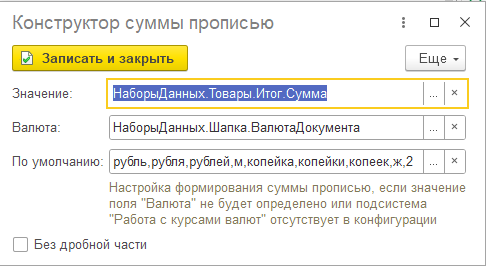 Конструктор суммы прописью
Записать и закрыть
Еще
Значение: НаборыДанных.Товары.Итог.Сумма ... ×
Валюта: НаборыДанных.Шапка.ВалютаДокумента ... ×
По умолчанию: рубль,рубля,рублей,м,копейка,копейки,копеек,ж,2 ... ×
Настройка формирования суммы прописью, если значение
поля "Валюта" не будет определено или подсистема
"Работа с курсами валют" отсутствует в конфигурации
Без дробной части